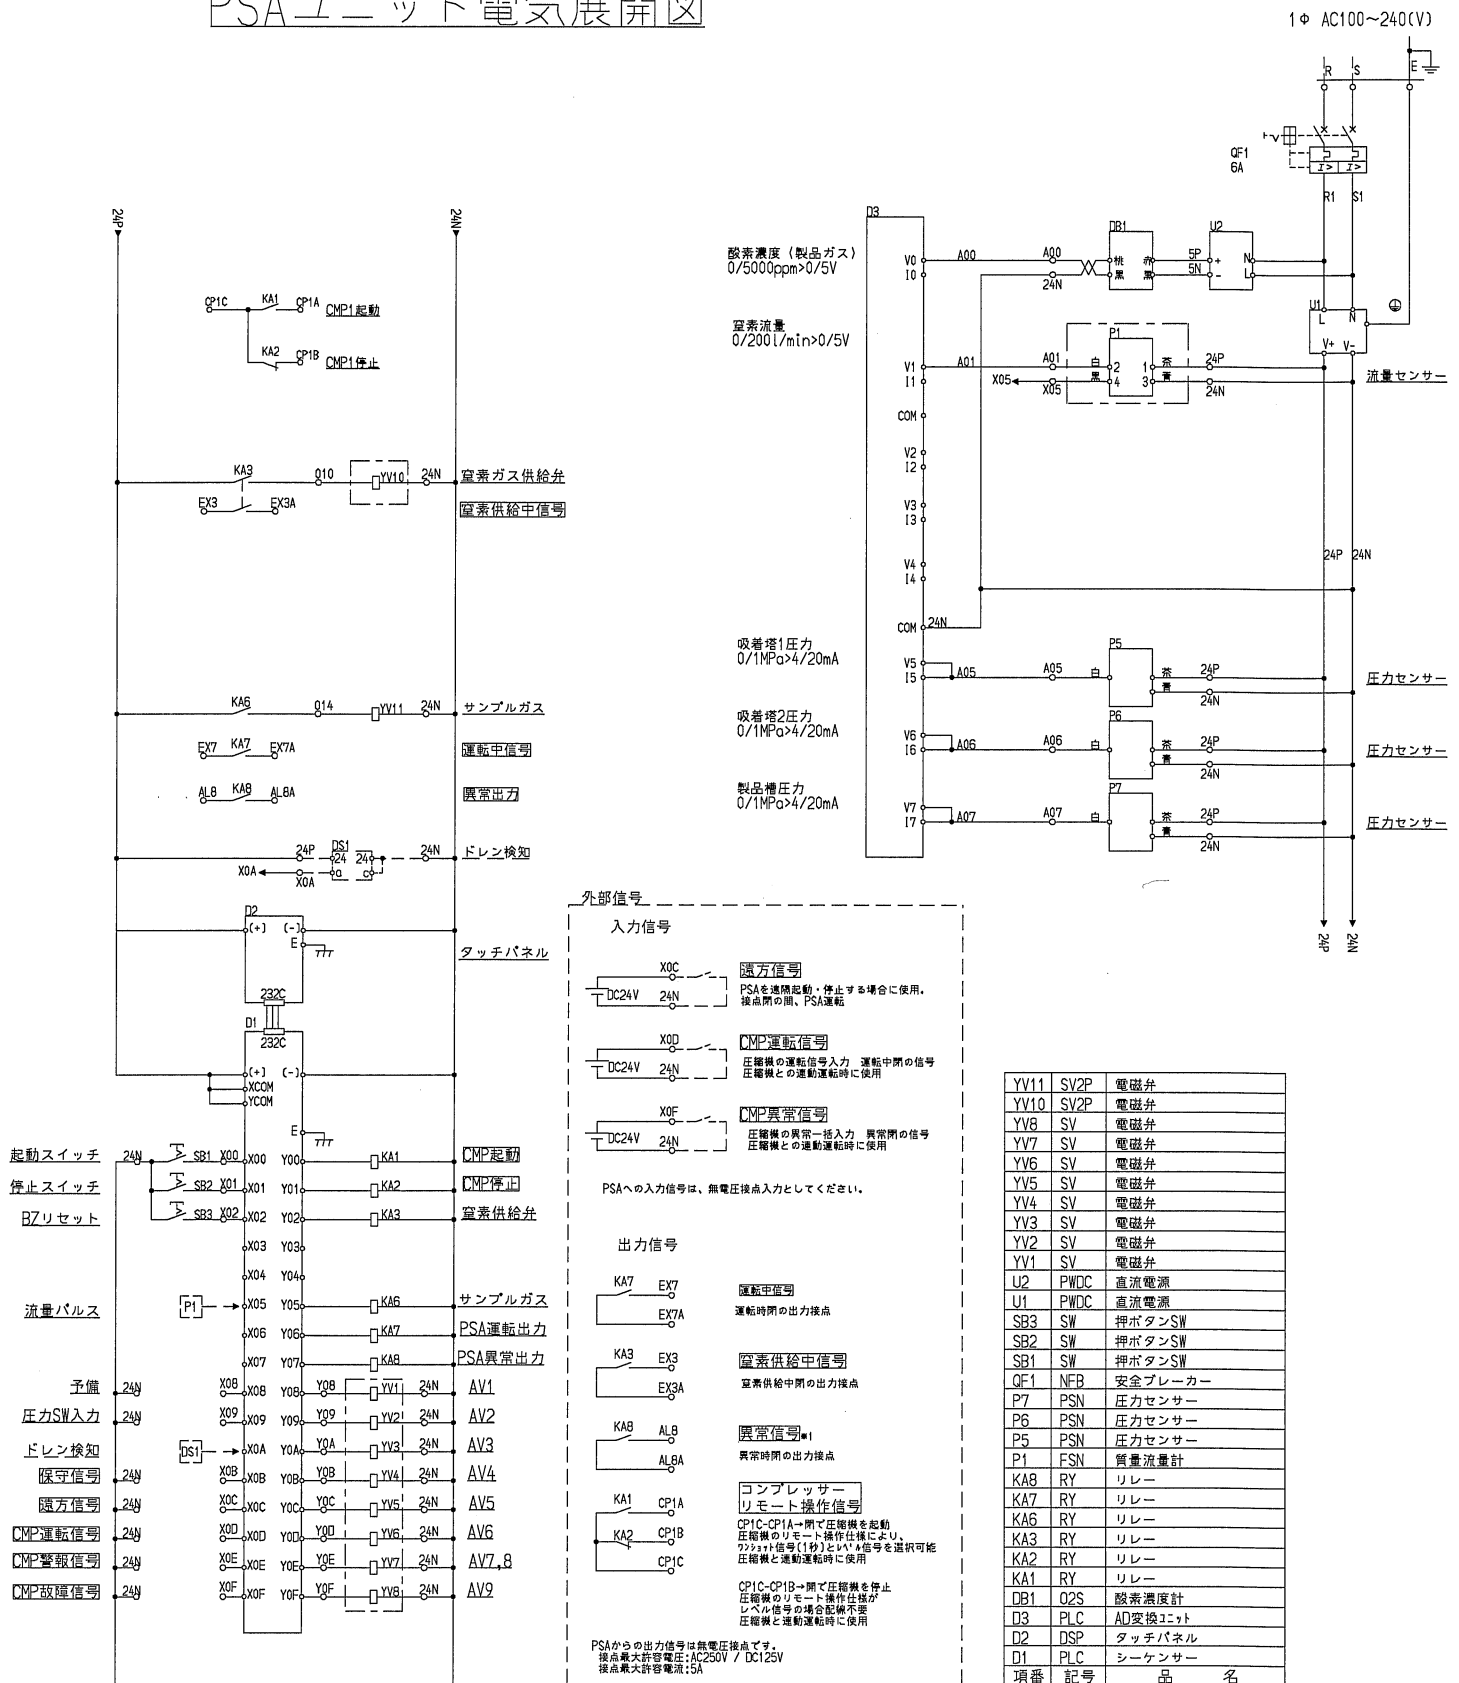 PSAユニット電気展開図
1Φ AC100~240(V)
R S E
QF1
6A
I> I>
R1 S1
24P 24N
CP1C KA1 CP1A CMP1起動
KA2 CP1B CMP1停止
KA3 010 YV10 24N 窒素ガス供給弁
EX3 EX3A 窒素供給中信号
KA6 014 YV11 24N サンプルガス
EX7 KA7 EX7A 運転中信号
AL8 KA8 AL8A 異常出力
24P DS1 24N ドレン検知
24 24
X0A a c
X0A
D2
(+) (-)
E
タッチパネル
232C
D1
232C
(+) (-)
XCOM
YCOM
E
起動スイッチ 24N SB1 X00 X00 Y00 KA1 CMP起動
停止スイッチ SB2 X01 X01 Y01 KA2 CMP停止
BZリセット SB3 X02 X02 Y02 KA3 窒素供給弁
X03 Y03
X04 Y04
流量パルス P1 X05 Y05 KA6 サンプルガス
X06 Y06 KA7 PSA運転出力
X07 Y07 KA8 PSA異常出力
予備 24N X08 X08 Y08 Y08 YV1 24N AV1
圧力SW入力 24N X09 X09 Y09 Y09 YV2 24N AV2
ドレン検知 DS1 X0A Y0A Y0A YV3 24N AV3
保守信号 24N X0B X0B Y0B Y0B YV4 24N AV4
遠方信号 24N X0C X0C Y0C Y0C YV5 24N AV5
CMP運転信号 24N X0D X0D Y0D Y0D YV6 24N AV6
CMP警報信号 24N X0E X0E Y0E Y0E YV7 24N AV7,8
CMP故障信号 24N X0F X0F Y0F Y0F YV8 24N AV9
D3
酸素濃度 (製品ガス)
0/5000ppm>0/5V
V0 A00 A00 DB1 桃 赤 5P + N U2
I0 24N 黒 黒 5N - L
U1
L N
V+ V-
窒素流量
0/200l/min>0/5V
V1 A01 A01 白 P1 2 1 茶 24P
I1 X05 X05 黒 4 3 青 24N
流量センサー
COM
V2
I2
V3
I3
V4
I4
24P 24N
COM 24N
吸着塔1圧力
0/1MPa>4/20mA
V5
I5 A05 A05 白 P5 茶 24P
青 24N
圧力センサー
吸着塔2圧力
0/1MPa>4/20mA
V6
I6 A06 A06 白 P6 茶 24P
青 24N
圧力センサー
製品槽圧力
0/1MPa>4/20mA
V7
I7 A07 A07 白 P7 茶 24P
青 24N
圧力センサー
24P 24N
外部信号
入力信号
X0C 遠方信号
DC24V 24N
PSAを遠隔起動・停止する場合に使用。
接点閉の間、PSA運転
X0D CMP運転信号
DC24V 24N
圧縮機の運転信号入力 運転中閉の信号
圧縮機との連動運転時に使用
X0F CMP異常信号
DC24V 24N
圧縮機の異常一括入力 異常閉の信号
圧縮機との連動運転時に使用
PSAへの入力信号は、無電圧接点入力としてください。
出力信号
KA7 EX7 運転中信号
EX7A 運転時閉の出力接点
KA3 EX3 窒素供給中信号
EX3A 窒素供給中閉の出力接点
KA8 AL8 異常信号※1
AL8A 異常時閉の出力接点
コンプレッサー
リモート操作信号
KA1 CP1A
KA2 CP1B
CP1C
CP1C-CP1A→閉で圧縮機を起動
圧縮機のリモート操作仕様により、
ワンショット信号(1秒)とレベル信号を選択可能
圧縮機と連動運転時に使用
CP1C-CP1B→開で圧縮機を停止
圧縮機のリモート操作仕様が
レベル信号の場合配線不要
圧縮機と連動運転時に使用
PSAからの出力信号は無電圧接点です。
接点最大許容電圧:AC250V / DC125V
接点最大許容電流:5A
YV11 SV2P 電磁弁
YV10 SV2P 電磁弁
YV8 SV 電磁弁
YV7 SV 電磁弁
YV6 SV 電磁弁
YV5 SV 電磁弁
YV4 SV 電磁弁
YV3 SV 電磁弁
YV2 SV 電磁弁
YV1 SV 電磁弁
U2 PWDC 直流電源
U1 PWDC 直流電源
SB3 SW 押ボタンSW
SB2 SW 押ボタンSW
SB1 SW 押ボタンSW
QF1 NFB 安全ブレーカー
P7 PSN 圧力センサー
P6 PSN 圧力センサー
P5 PSN 圧力センサー
P1 FSN 質量流量計
KA8 RY リレー
KA7 RY リレー
KA6 RY リレー
KA3 RY リレー
KA2 RY リレー
KA1 RY リレー
DB1 O2S 酸素濃度計
D3 PLC AD変換ユニット
D2 DSP タッチパネル
D1 PLC シーケンサー
項番 記号 品 名